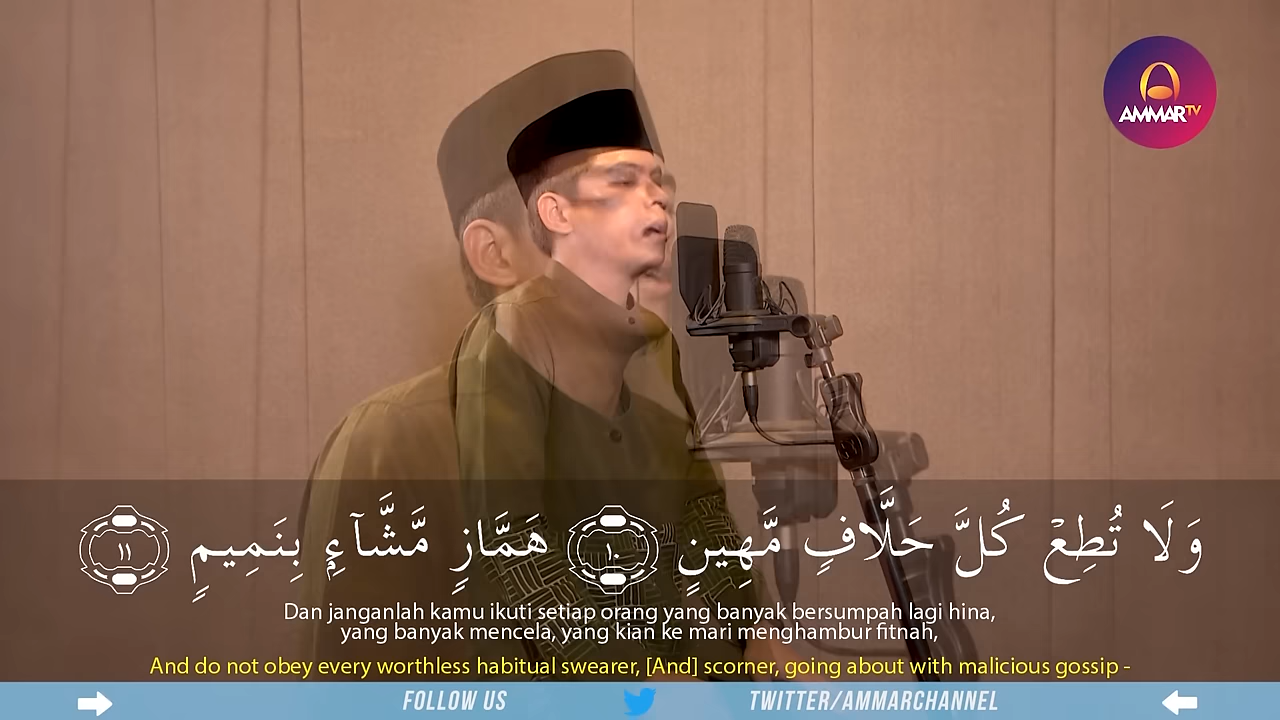 AMMARTV
وَلَا تُطِعْ كُلَّ حَلَّافٍ مَّهِينٍ ١٠ هَمَّازٍ مَّشَّآءٍۭ بِنَمِيمٍ ١١
Dan janganlah kamu ikuti setiap orang yang banyak bersumpah lagi hina,
yang banyak mencela, yang kian ke mari menghambur fitnah,
And do not obey every worthless habitual swearer, [And] scorner, going about with malicious gossip -
FOLLOW US TWITTER/AMMARCHANNEL